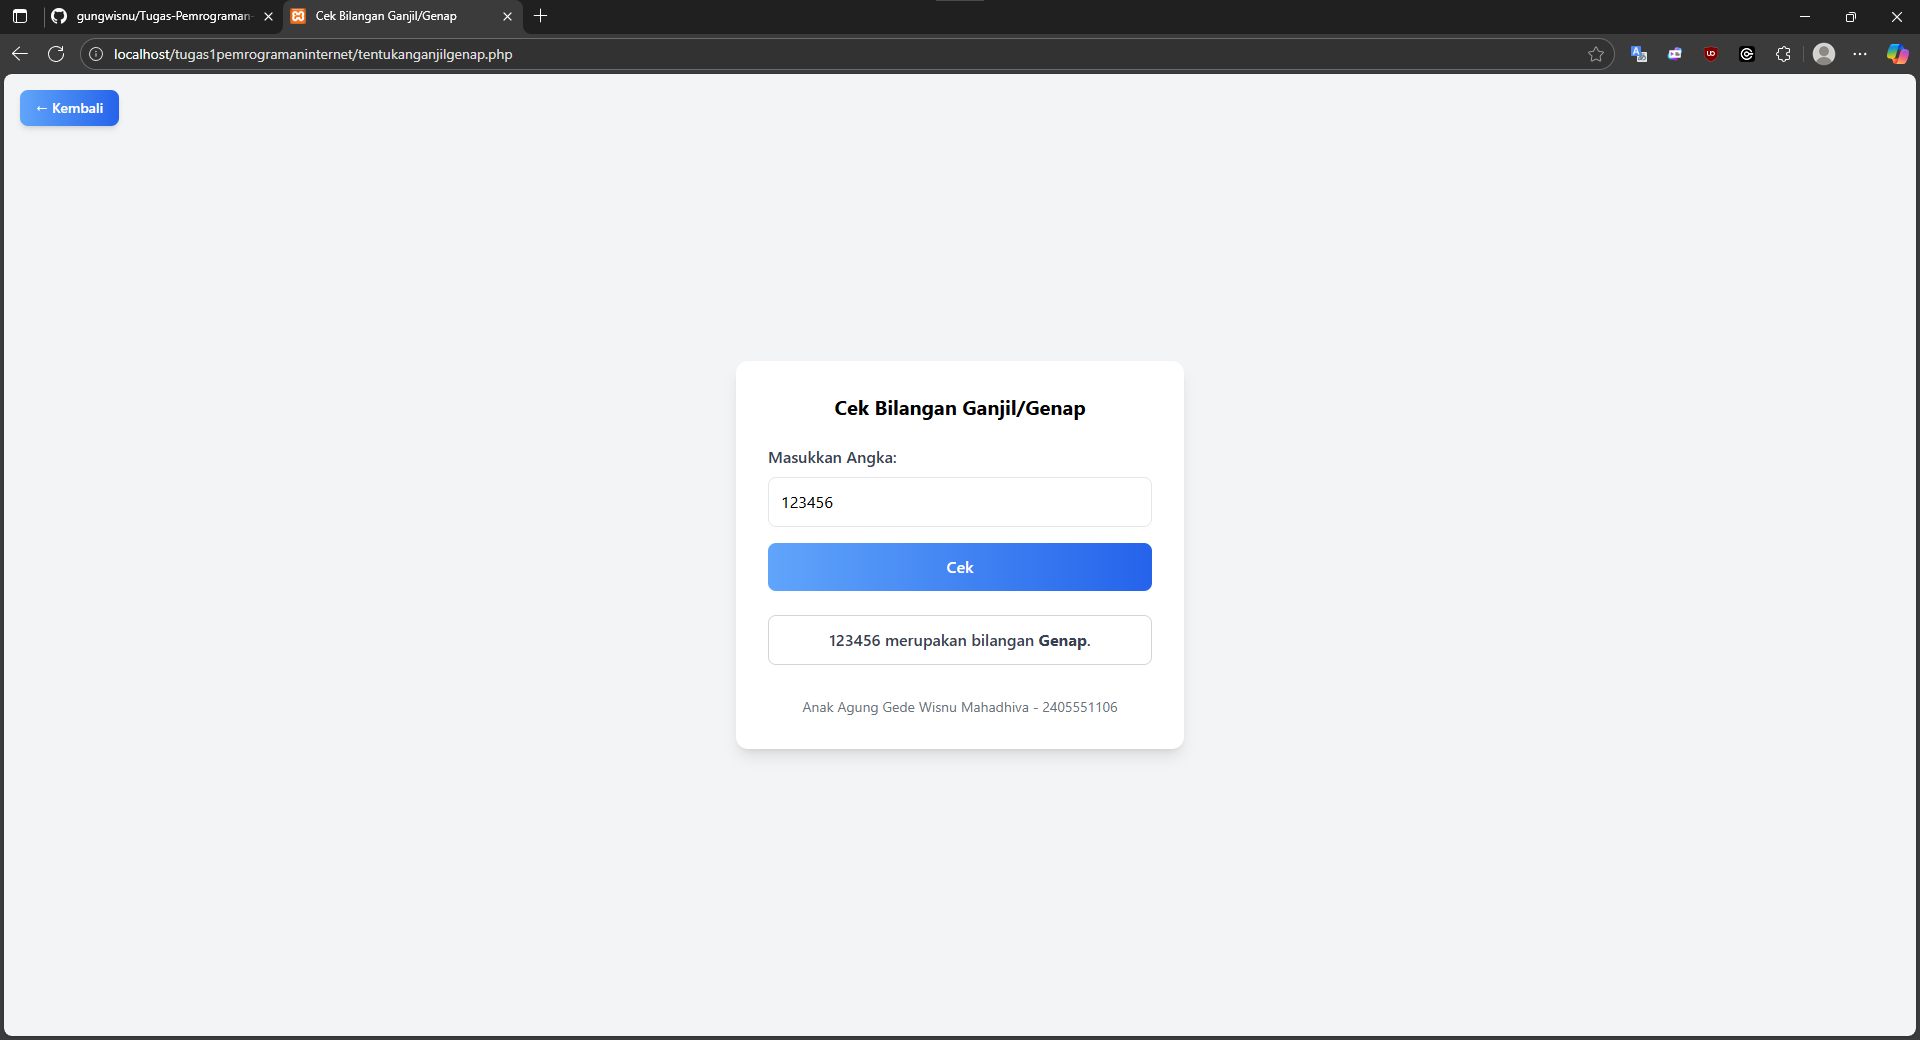 gungwisnu/Tugas-Pemrograman-
Cek Bilangan Ganjil/Genap
localhost/tugas1pemrogramaninternet/tentukanganjilgenap.php
← Kembali
Cek Bilangan Ganjil/Genap
Masukkan Angka:
123456
Cek
123456 merupakan bilangan Genap.
Anak Agung Gede Wisnu Mahadhiva - 2405551106